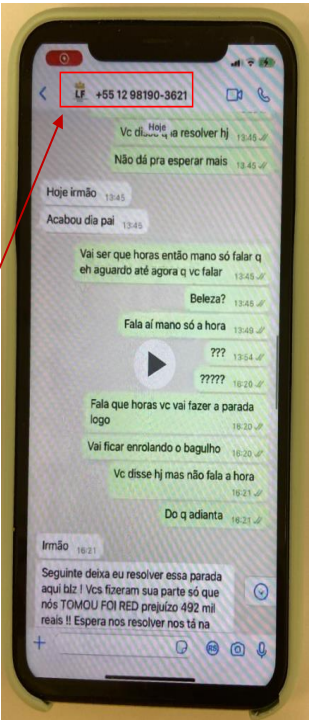 LF +55 12 98190-3621
Hoje
Vc ia resolver hj 13:45
Não dá pra esperar mais 13:45
Hoje irmão 13:45
Acabou dia pai 13:45
Vai ser que horas então mano só falar q
eh aguardo até agora q vc falar 13:45
Beleza? 13:45
Fala aí mano só a hora 13:49
??? 13:54
????? 16:20
Fala que horas vc vai fazer a parada
logo 16:20
Vai ficar enrolando o bagulho 16:20
Vc disse hj mas não fala a
hora 16:21
Do q adianta 16:21
Irmão 16:21
Seguinte deixa eu resolver essa parada
aqui blz ! Vcs fizeram sua parte só que
nós TOMOU FOI RED prejuízo 492 mil
reais !! Espera nos resolver nos tá na